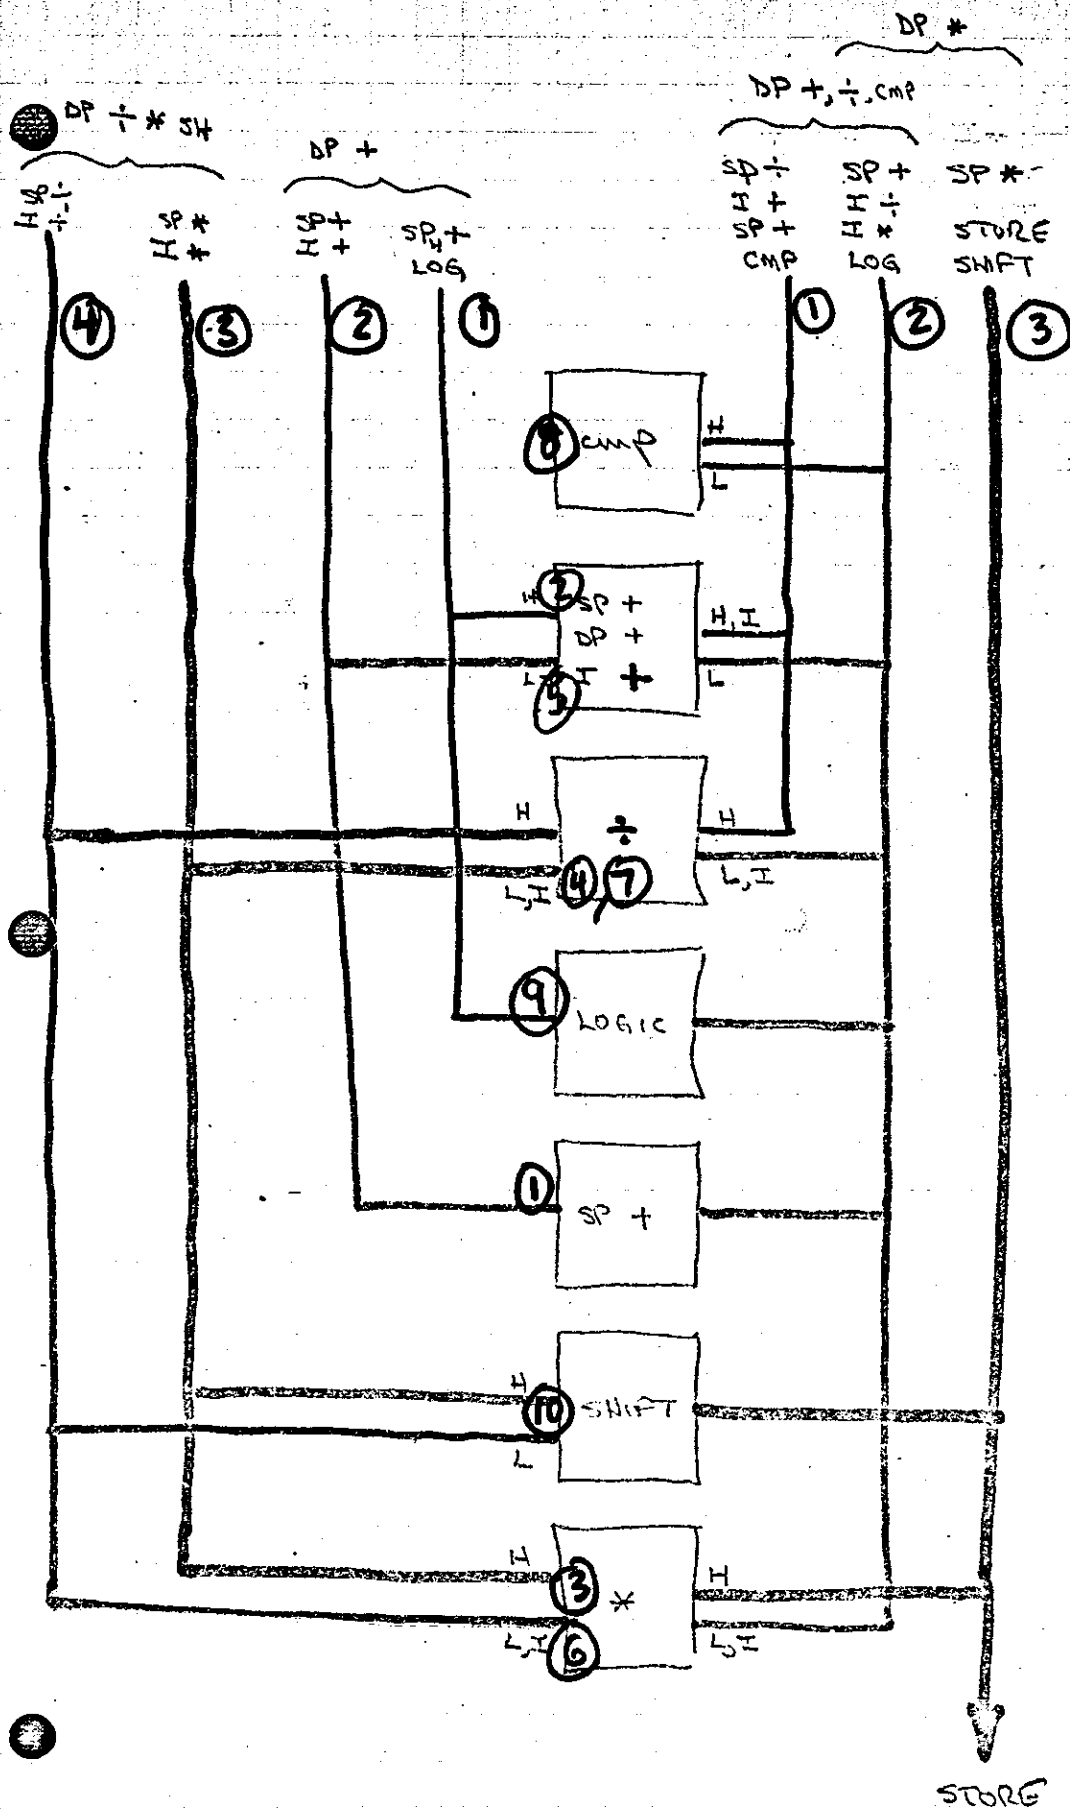 DP *
DP +, ÷, CMP
DP ÷ * SH
DP +
SP ÷
I ÷
SP *
I *
SP +
I +
SP +
LOG
SP ÷
I +
SP +
CMP
SP +
I ÷
I *
LOG
SP *
STORE
SHIFT
4
3
2
1
1
2
3
8 CMP
H
L
2
H SP +
DP +
L I +
5
H, I
L
H
÷
L, I
4, 7
H
L, I
9
LOGIC
1
SP +
H
10 SHIFT
L
H
3
*
L, I
6
H
L, I
STORE